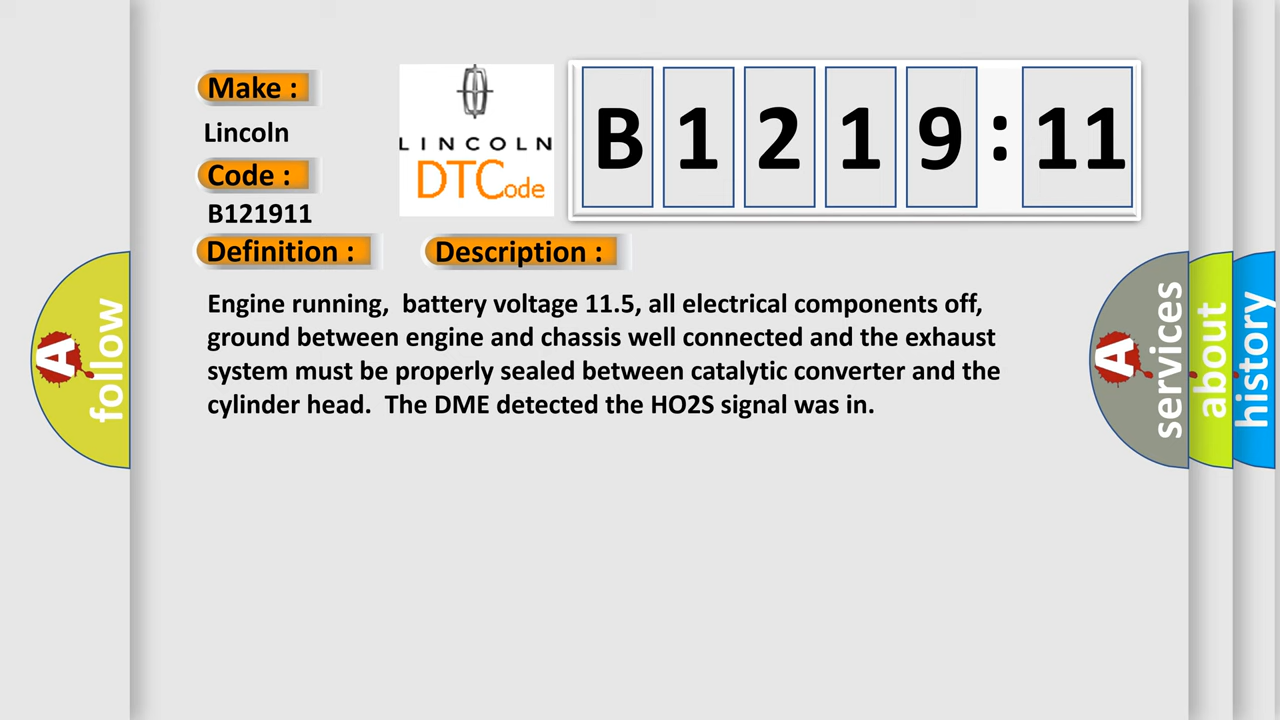 Make :
Lincoln
Code :
B121911
LINCOLN
DTCode
B 1 2 1 9 : 11
Definition :
Description :
Engine running,  battery voltage 11.5, all electrical components off,
ground between engine and chassis well connected and the exhaust
system must be properly sealed between catalytic converter and the
cylinder head  The DME detected the HO2S signal was in.
A
follow
A
services
about
history